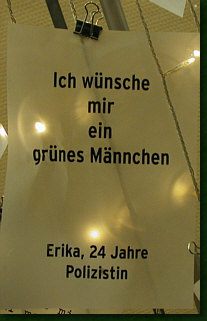 Ich wünsche
mir
ein
grünes Männchen
Erika, 24 Jahre
Polizistin